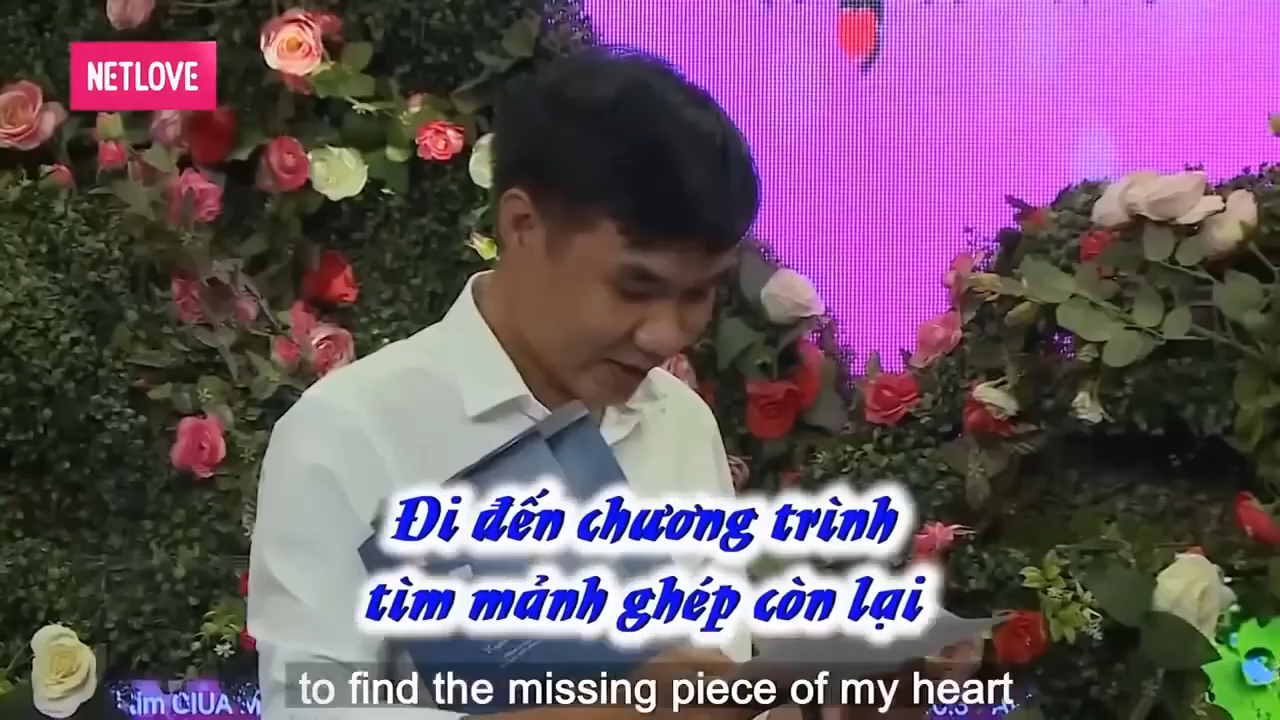 NETLOVE
Đi đến chương trình
tìm mảnh ghép còn lại
to find the missing piece of my heart